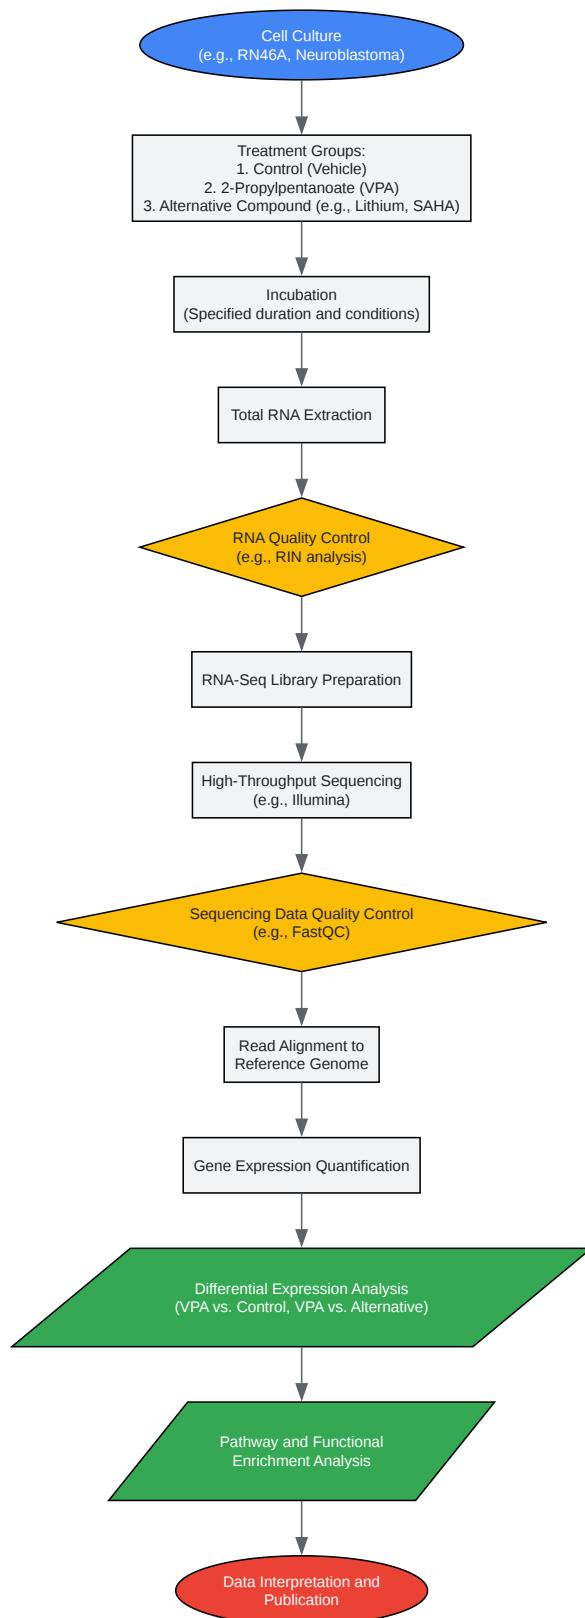 Cell Culture
(e.g., RN46A, Neuroblastoma)
Treatment Groups:
1. Control (Vehicle)
2. 2-Propylpentanoate (VPA)
3. Alternative Compound (e.g., Lithium, SAHA)
Incubation
(Specified duration and conditions)
Total RNA Extraction
RNA Quality Control
(e.g., RIN analysis)
RNA-Seq Library Preparation
High-Throughput Sequencing
(e.g., Illumina)
Sequencing Data Quality Control
(e.g., FastQC)
Read Alignment to
Reference Genome
Gene Expression Quantification
Differential Expression Analysis
(VPA vs. Control, VPA vs. Alternative)
Pathway and Functional
Enrichment Analysis
Data Interpretation and
Publication